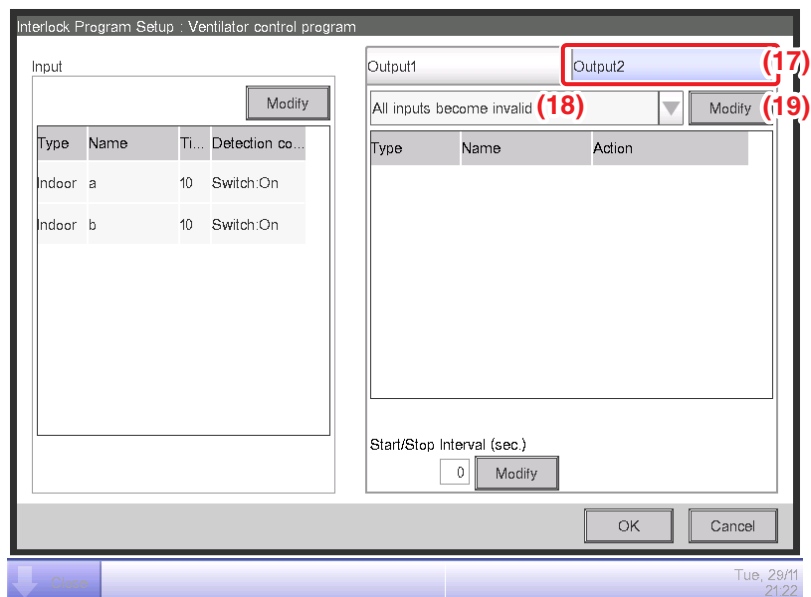 Interlock Program Setup : Ventilator control program
Input
Modify
Type Name Ti... Detection co...
Indoor a 10 Switch:On
Indoor b 10 Switch:On
Output1
Output2 (17)
All inputs become invalid (18)
Modify (19)
Type Name Action
Start/Stop Interval (sec.)
0 Modify
OK Cancel
Tue, 29/11
21:22